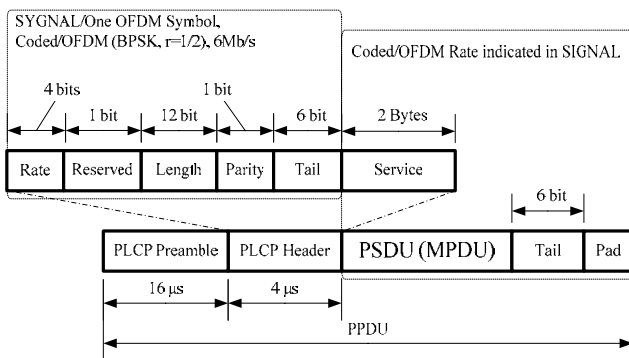 SYGNAL/One OFDM Symbol,
Coded/OFDM (BPSK, r=1/2), 6Mb/s
Coded/OFDM Rate indicated in SIGNAL
4 bits
1 bit
12 bit
1 bit
6 bit
2 Bytes
Rate
Reserved
Length
Parity
Tail
Service
6 bit
PLCP Preamble
PLCP Header
PSDU (MPDU)
Tail
Pad
16 μs
4 μs
PPDU